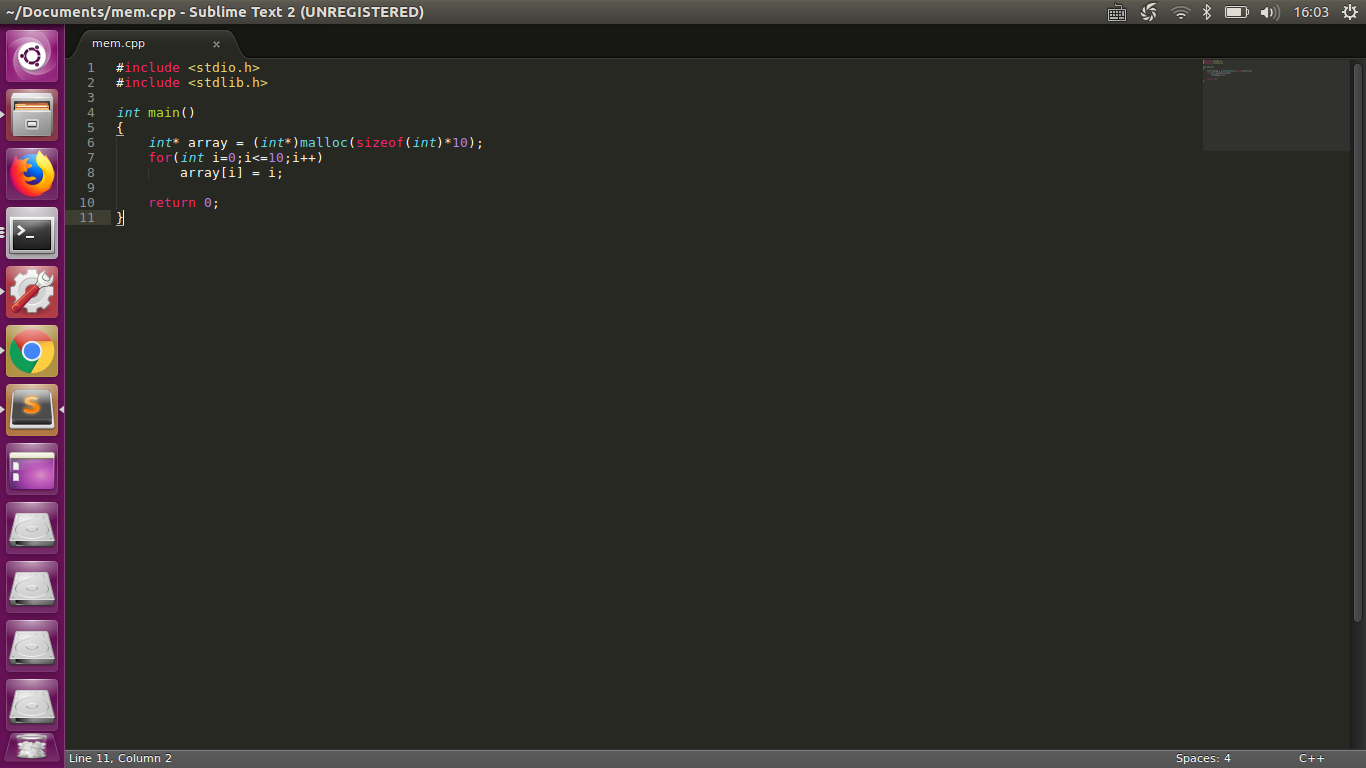 ~/Documents/mem.cpp - Sublime Text 2 (UNREGISTERED) 16:03
mem.cpp ×
1 #include <stdio.h>
2 #include <stdlib.h>
3
4 int main()
5 {
6     int* array = (int*)malloc(sizeof(int)*10);
7     for(int i=0;i<=10;i++)
8         array[i] = i;
9
10     return 0;
11 }
Line 11, Column 2 Spaces: 4 C++